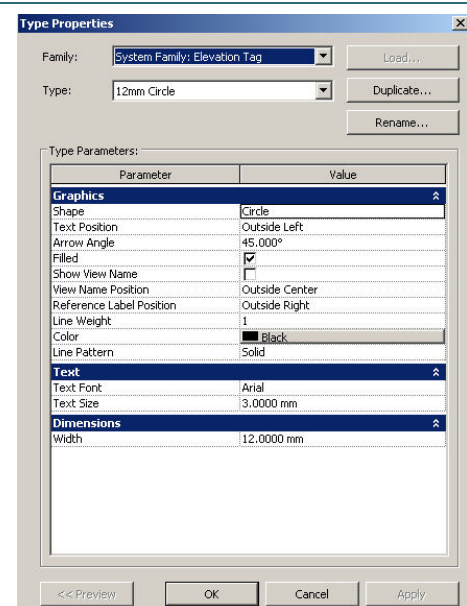 Type Properties
Family: System Family: Elevation Tag Load...
Type: 12mm Circle Duplicate...
Rename...
Type Parameters:
Parameter Value
Graphics
Shape Circle
Text Position Outside Left
Arrow Angle 45.000°
Filled
Show View Name
View Name Position Outside Center
Reference Label Position Outside Right
Line Weight 1
Color Black
Line Pattern Solid
Text
Text Font Arial
Text Size 3.0000 mm
Dimensions
Width 12.0000 mm
<< Preview OK Cancel Apply